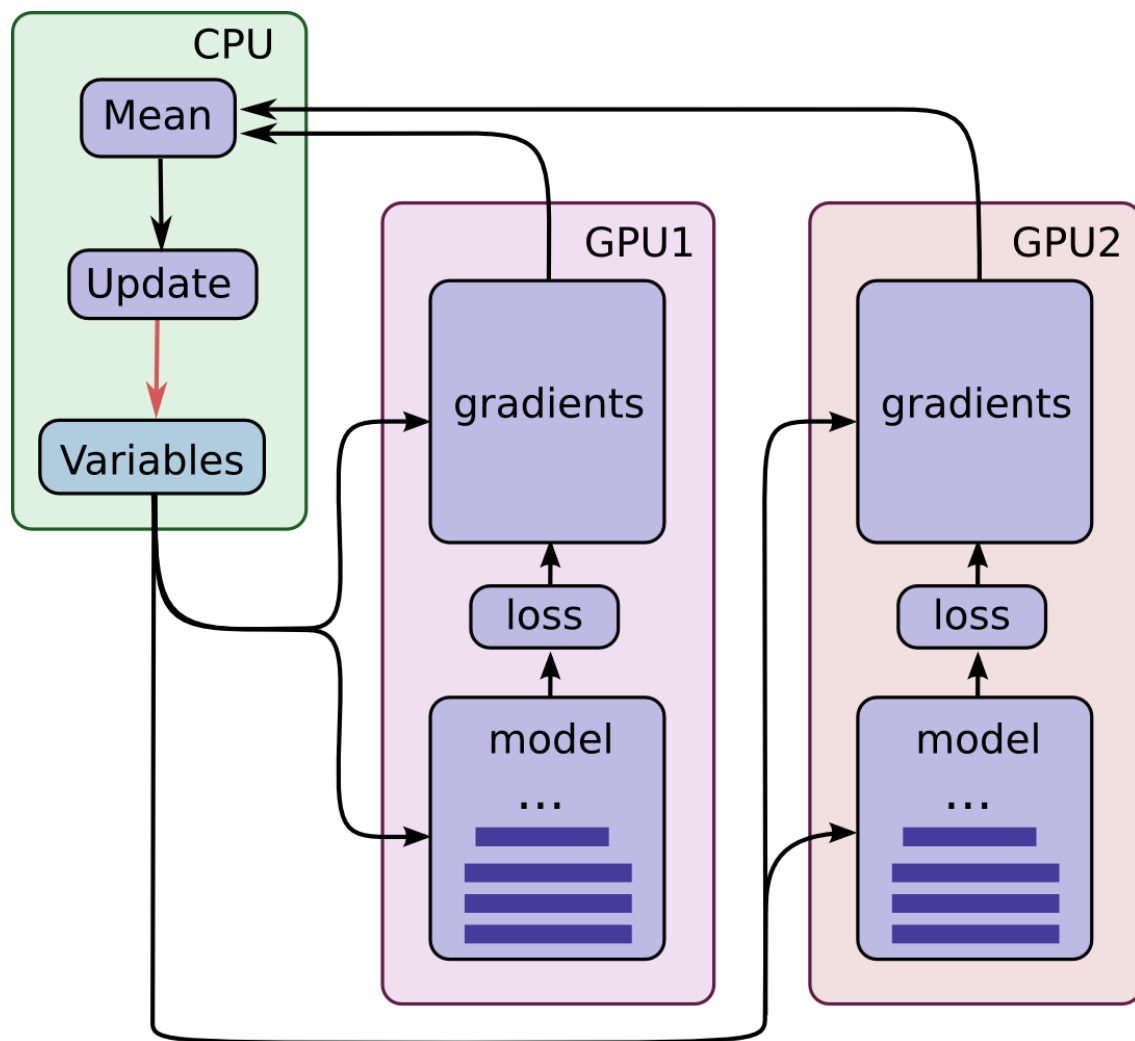 CPU
Mean
Update
Variables
GPU1
gradients
loss
model
...
GPU2
gradients
loss
model
...